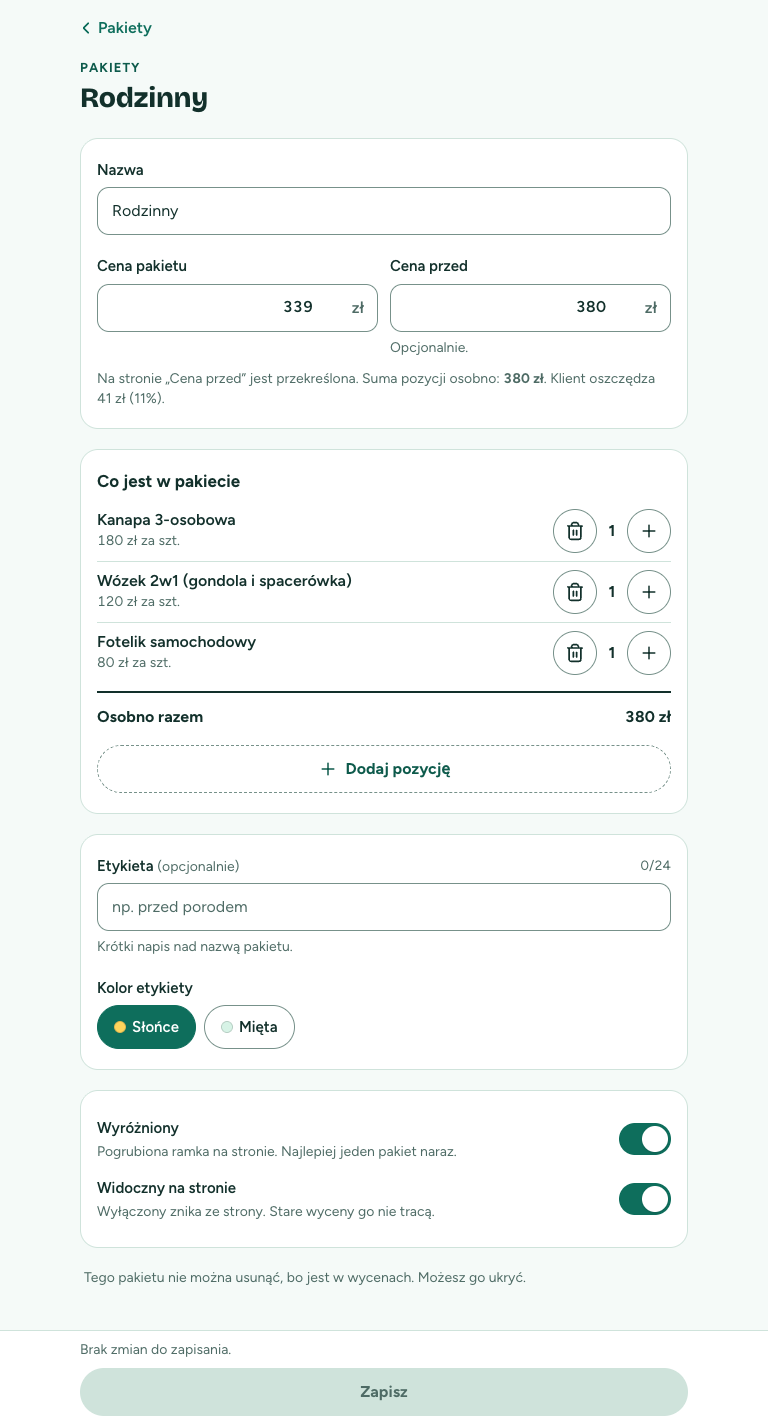 Pakiety
PAKIETY
Rodzinny
Nazwa
Rodzinny
Cena pakietu
Cena przed
339 zł
380 zł
Opcjonalnie.
Na stronie „Cena przed” jest przekreślona. Suma pozycji osobno: 380 zł. Klient oszczędza
41 zł (11%).
Co jest w pakiecie
Kanapa 3-osobowa
180 zł za szt.
1
Wózek 2w1 (gondola i spacerówka)
120 zł za szt.
1
Fotelik samochodowy
80 zł za szt.
1
Osobno razem 380 zł
Dodaj pozycję
Etykieta (opcjonalnie) 0/24
np. przed porodem
Krótki napis nad nazwą pakietu.
Kolor etykiety
Słońce
Mięta
Wyróżniony
Pogrubiona ramka na stronie. Najlepiej jeden pakiet naraz.
Widoczny na stronie
Wyłączony znika ze strony. Stare wyceny go nie tracą.
Tego pakietu nie można usunąć, bo jest w wycenach. Możesz go ukryć.
Brak zmian do zapisania.
Zapisz